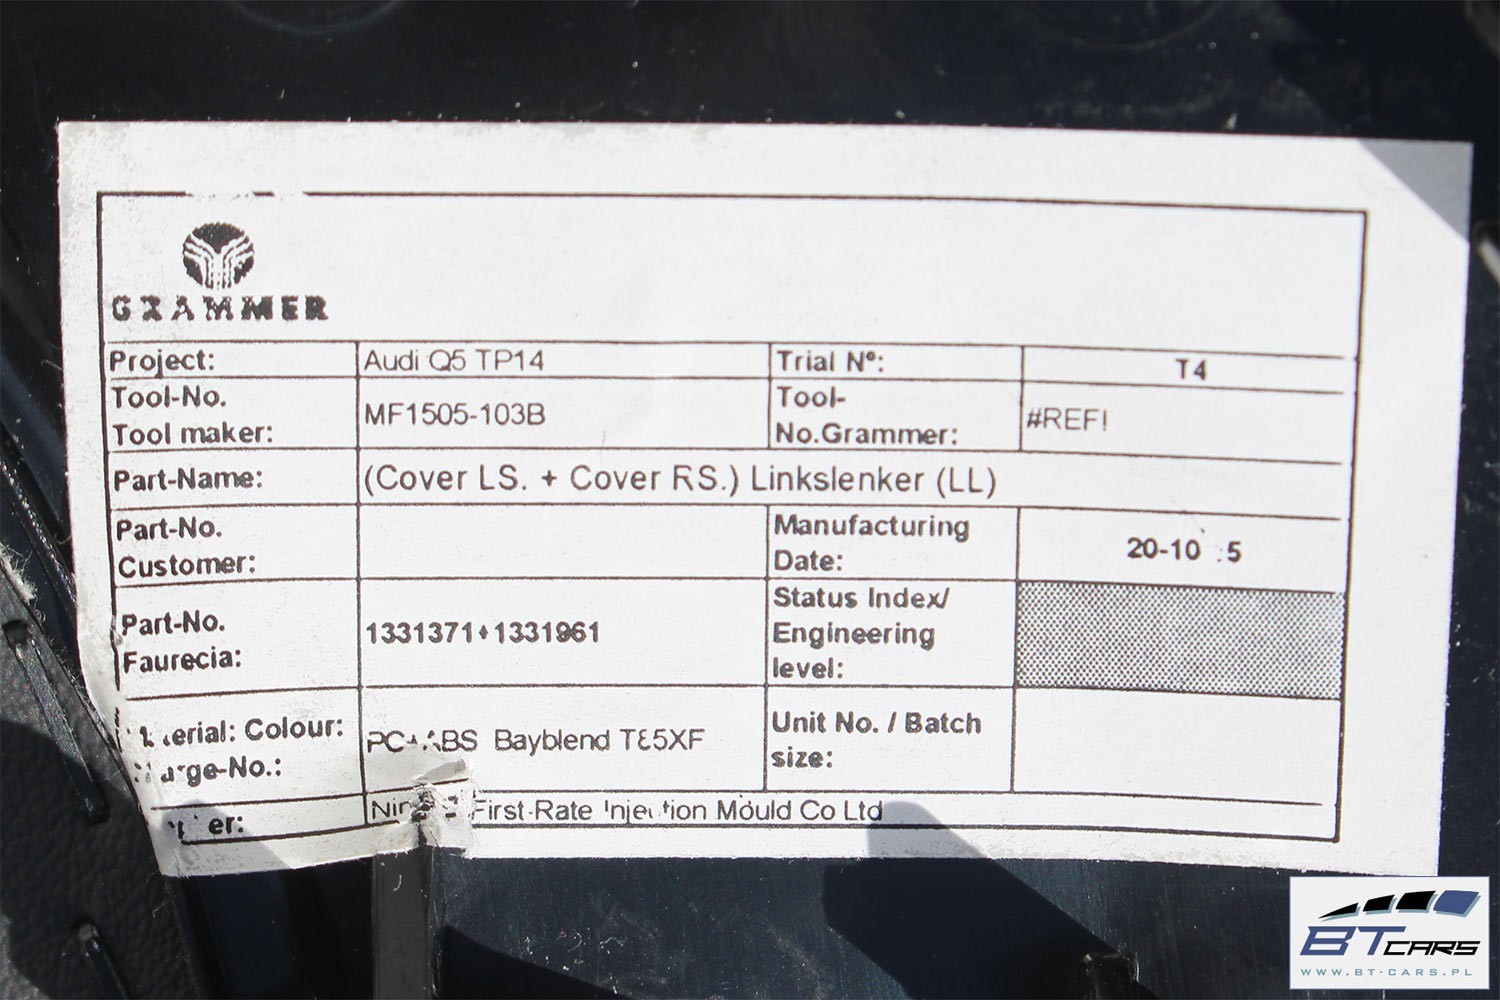 GRAMMER
Project: Audi Q5 TP14 Trial Nº: T4
Tool-No. Tool-
Tool maker: MF1505-103B No.Grammer: #REF!
Part-Name: (Cover LS. + Cover RS.) Linkslenker (LL)
Part-No. Manufacturing
Customer: Date: 20-10
Status Index/
Part-No. 1331371+1331961 Engineering
Faurecia: level:
Colour: PC+ABS Bayblend Unit No. / Batch
size:
First-Rate Injection Mould Co Ltd
BT CARS
WWW.BT-CARS.PL